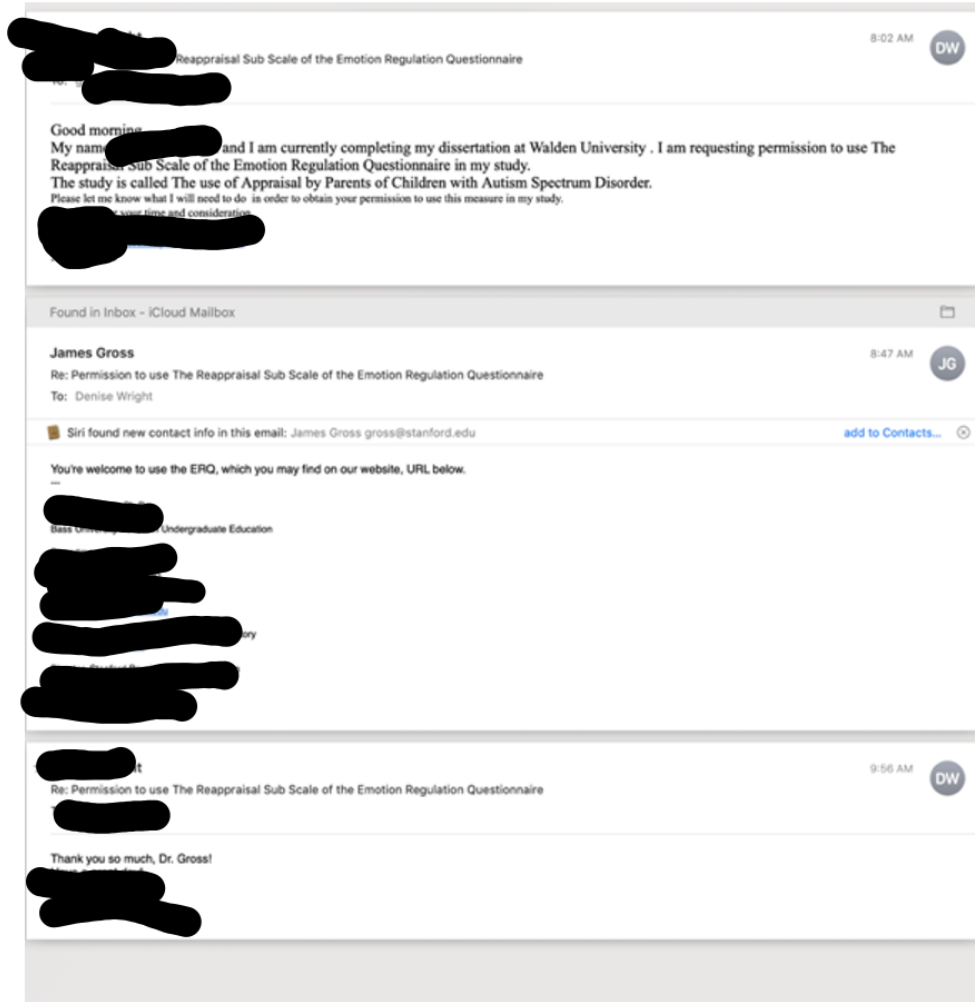 8:02 AM
DW
Reappraisal Sub Scale of the Emotion Regulation Questionnaire
To:
Good morning
My name and I am currently completing my dissertation at Walden University . I am requesting permission to use The
Reappraisal Sub Scale of the Emotion Regulation Questionnaire in my study.
The study is called The use of Appraisal by Parents of Children with Autism Spectrum Disorder.
Please let me know what I will need to do in order to obtain your permission to use this measure in my study.
your time and consideration
Found in Inbox - iCloud Mailbox
James Gross
8:47 AM
JG
Re: Permission to use The Reappraisal Sub Scale of the Emotion Regulation Questionnaire
To: Denise Wright
Siri found new contact info in this email: James Gross gross@stanford.edu
add to Contacts...
You're welcome to use the ERQ, which you may find on our website, URL below.
---
Bass Undergraduate Education
9:56 AM
DW
Re: Permission to use The Reappraisal Sub Scale of the Emotion Regulation Questionnaire
Thank you so much, Dr. Gross!